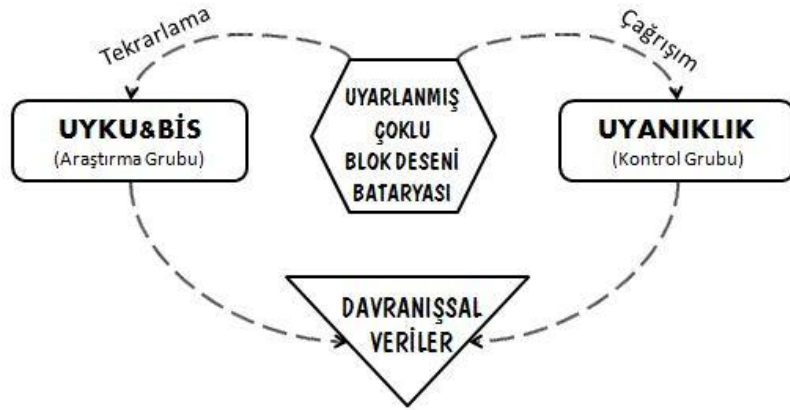 Tekrarlama
Çağrışım
UYKU&BİS
(Araştırma Grubu)
UYARLANMIŞ
ÇOKLU
BLOK DESENİ
BATARYASI
UYANIKLIK
(Kontrol Grubu)
DAVRANIŞSAL
VERİLER